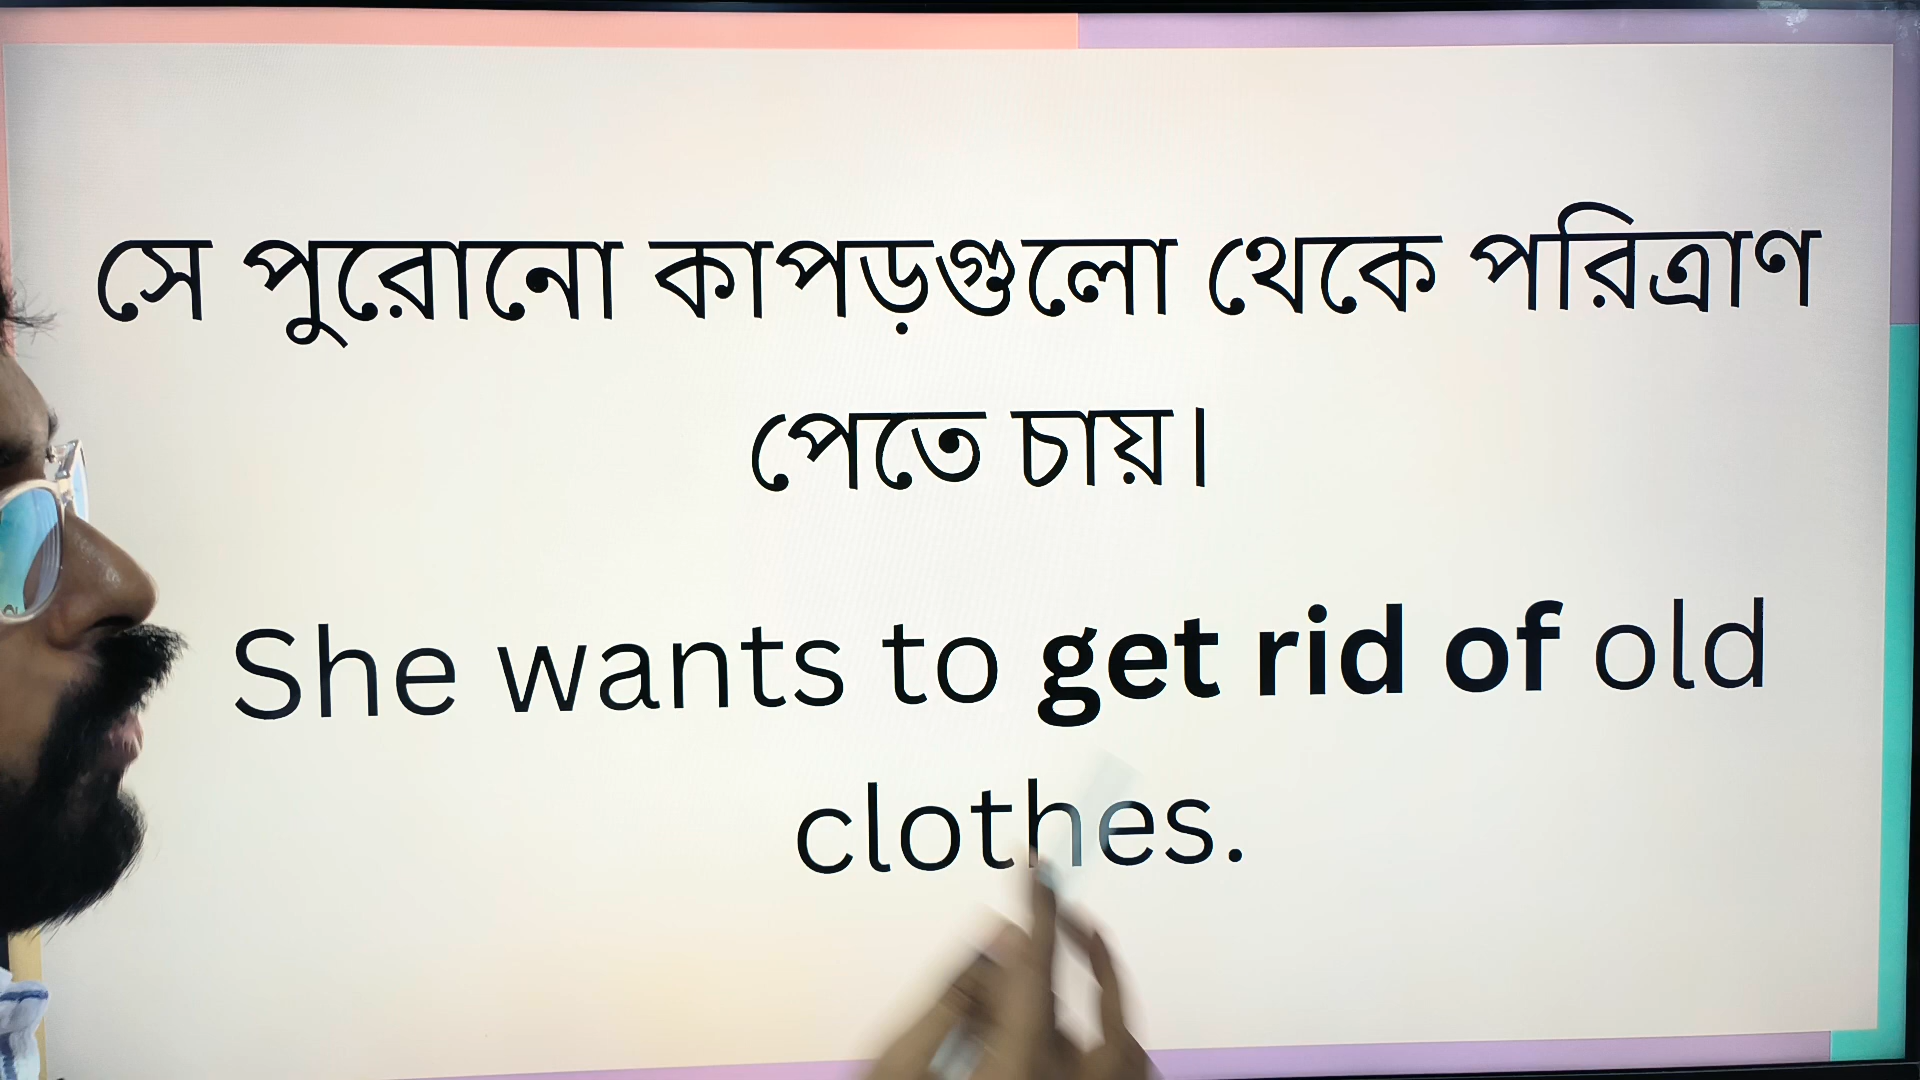 সে পুরোনো কাপড়গুলো থেকে পরিত্রাণ
পেতে চায়।
She wants to get rid of old
clothes.